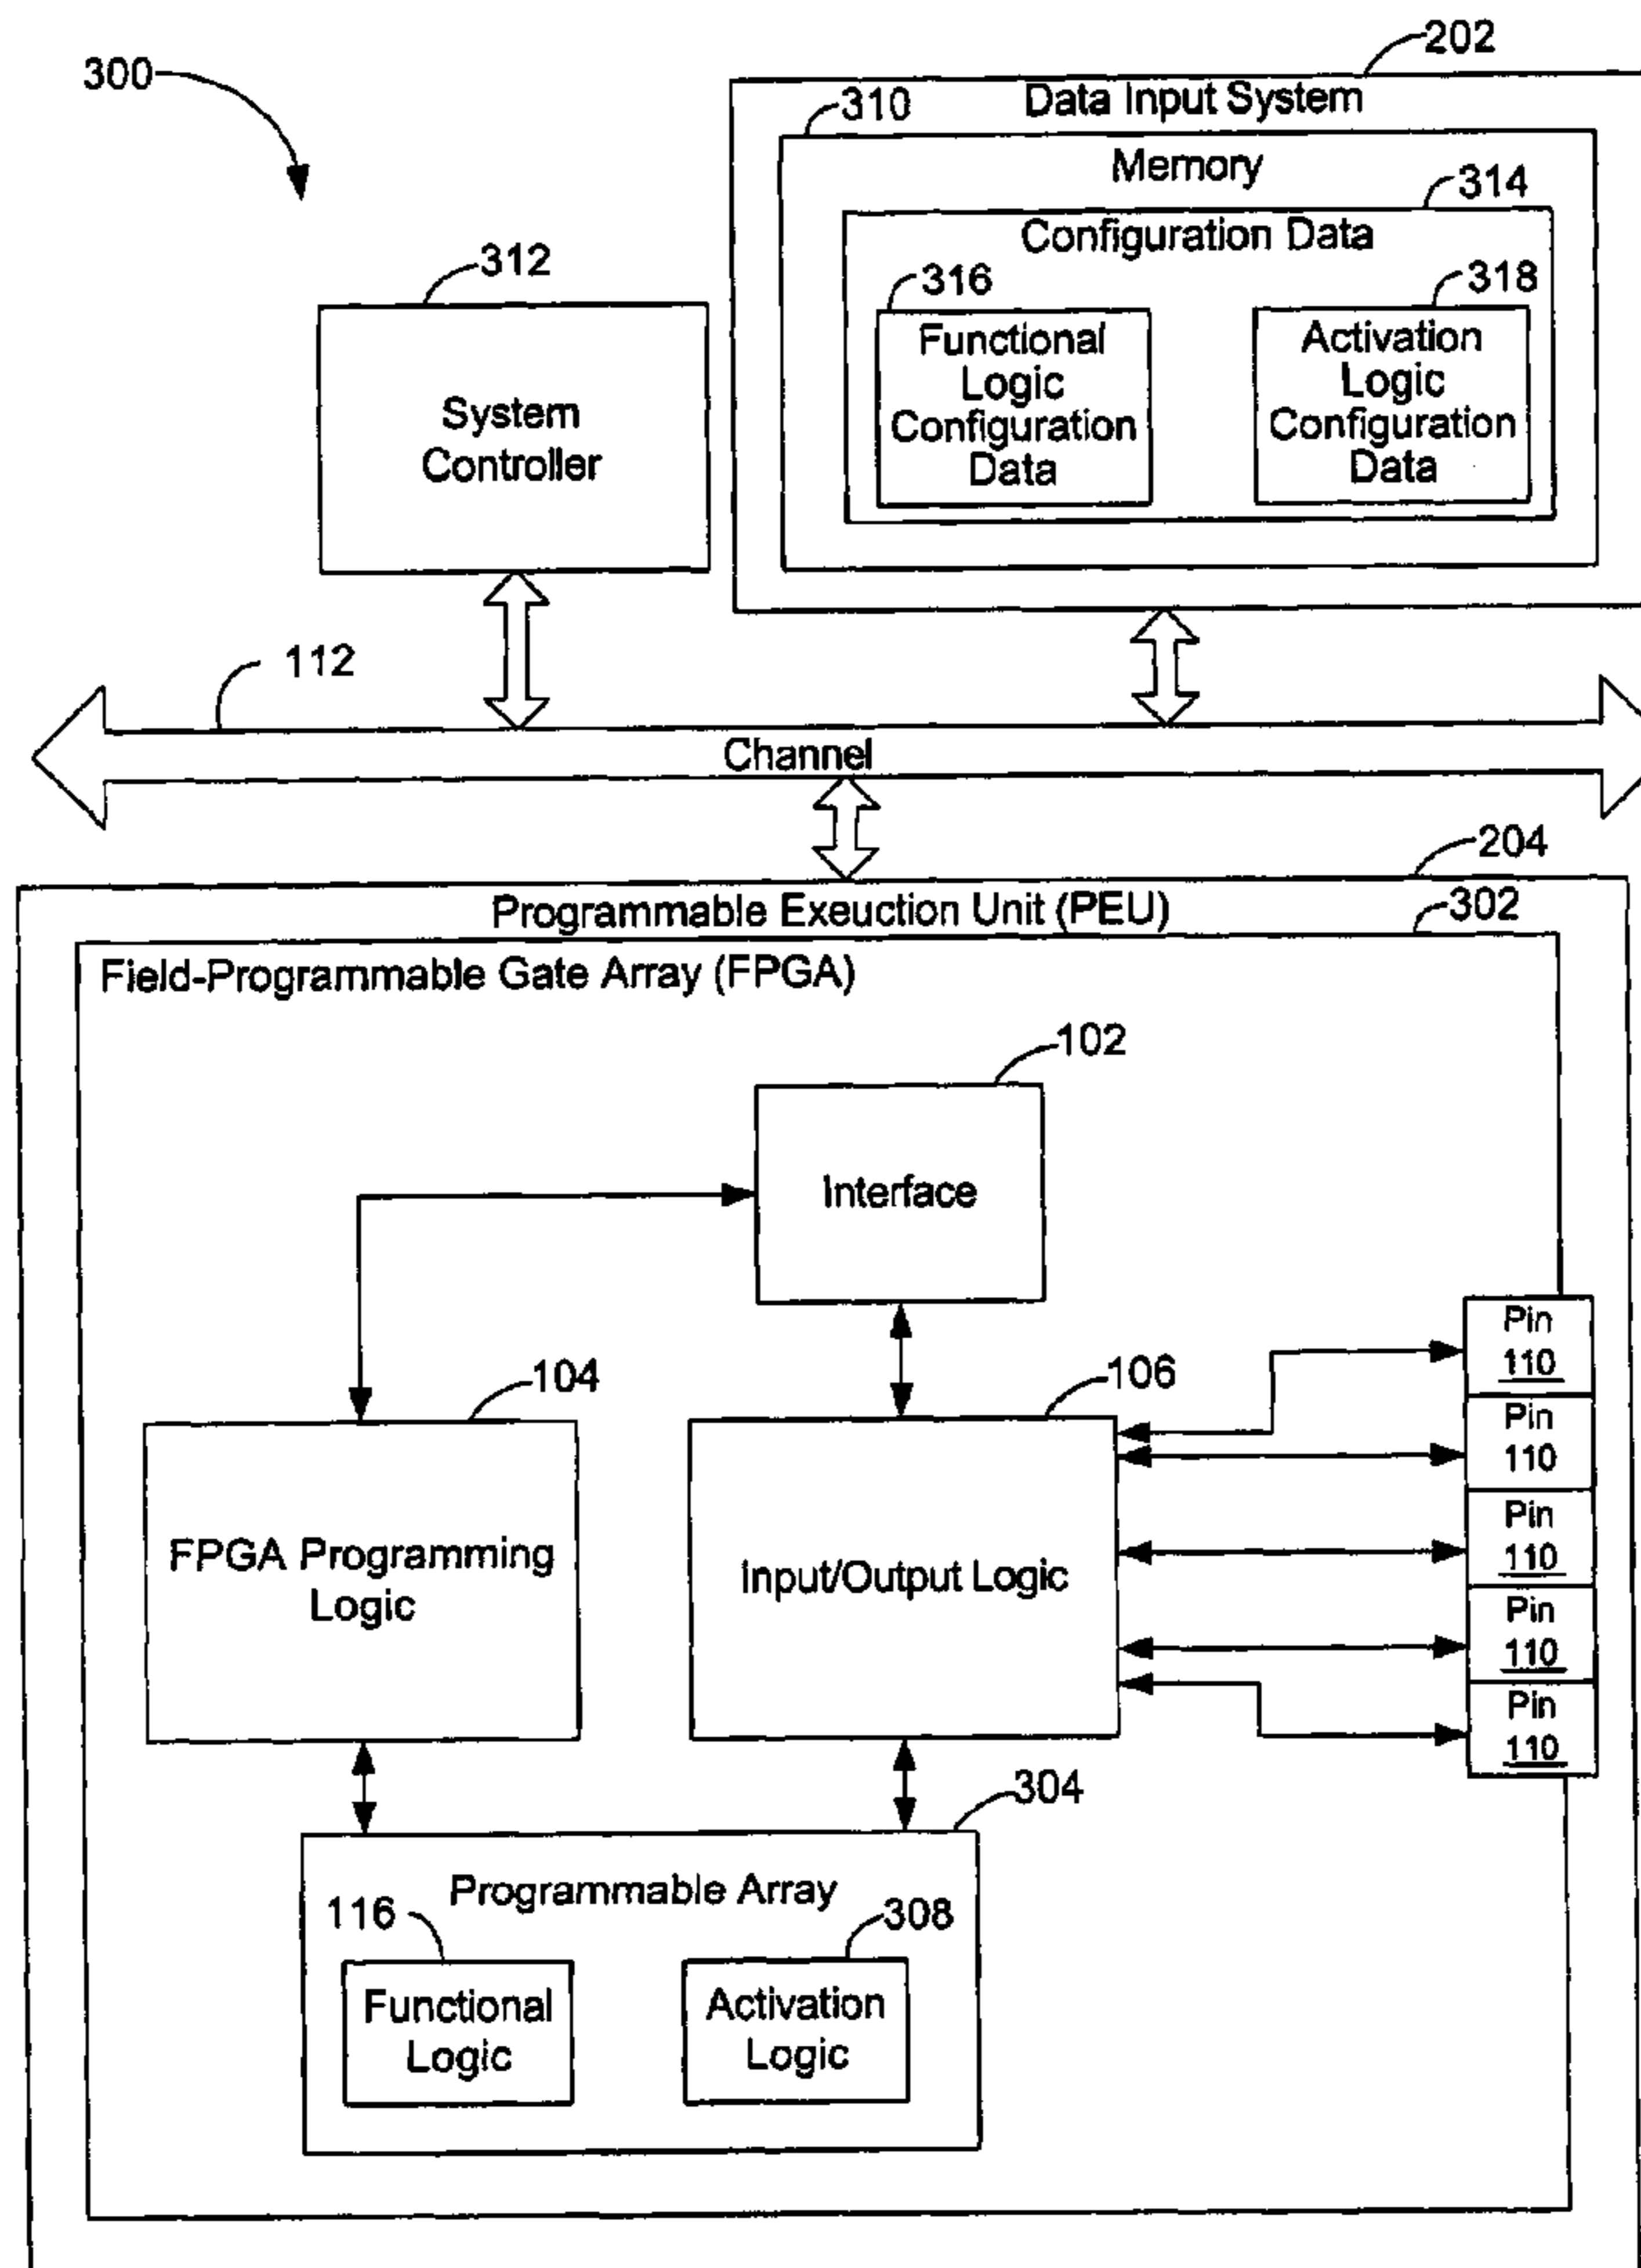 300
202
Data Input System
310
Memory
314
Configuration Data
312
316
318
System
Controller
Functional
Logic
Configuration
Data
Activation
Logic
Configuration
Data
112
Channel
204
Programmable Exeuction Unit (PEU)
302
Field-Programmable Gate Array (FPGA)
102
Interface
104
106
FPGA Programming
Logic
Input/Output Logic
Pin
110
Pin
110
Pin
110
Pin
110
Pin
110
304
Programmable Array
116
308
Functional
Logic
Activation
Logic